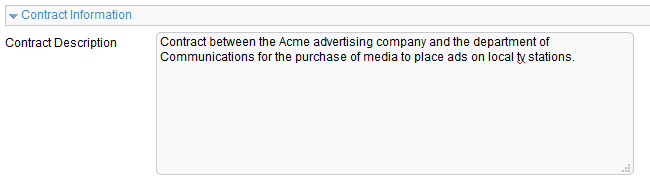 Contract Information
Contract Description
Contract between the Acme advertising company and the department of
Communications for the purchase of media to place ads on local tv stations.